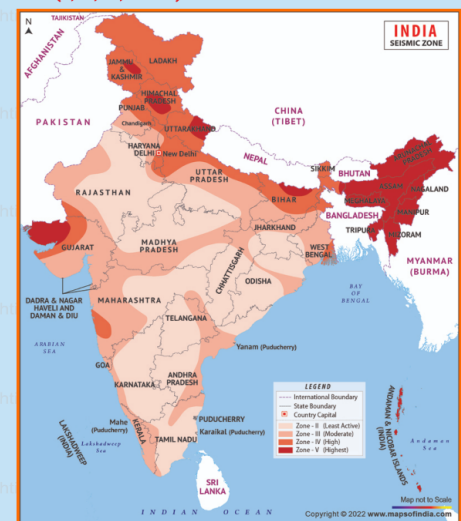 TAJIKISTAN
N
AFGHANISTAN
INDIA
SEISMIC ZONE
JAMMU
&
KASHMIR
LADAKH
HIMACHAL
PRADESH
PUNJAB
Chandigarh
PAKISTAN
CHINA
(TIBET)
UTTARAKHAND
HARYANA
DELHI
New Delhi
NEPAL
SIKKIM
BHUTAN
ARUNACHAL
PRADESH
UTTAR
PRADESH
RAJASTHAN
BIHAR
ASSAM
NAGALAND
MEGHALAYA
BANGLADESH
MANIPUR
TRIPURA
MIZORAM
JHARKHAND
WEST
BENGAL
GUJARAT
MADHYA
PRADESH
CHHATTISGARH
ODISHA
MYANMAR
(BURMA)
DADRA & NAGAR
HAVELI AND
DAMAN & DIU
MAHARASHTRA
BAY
OF
BENGAL
TELANGANA
ARABIAN
SEA
Yanam (Puducherry)
GOA
ANDHRA
PRADESH
KARNATAKA
LEGEND
International Boundary
State Boundary
Country Capital
Zone - II (Least Active)
Zone - III (Moderate)
Zone - IV (High)
Zone - V (Highest)
ANDAMAN & NICOBAR ISLANDS
(INDIA)
Andaman
Sea
PUDUCHERRY
Karaikal (Puducherry)
Mahe
(Puducherry)
LAKSHADWEEP
(INDIA)
Lakshadweep
Sea
KERALA
TAMIL NADU
SRI
LANKA
INDIAN OCEAN
Map not to Scale
Copyright © 2022 www.mapsofindia.com